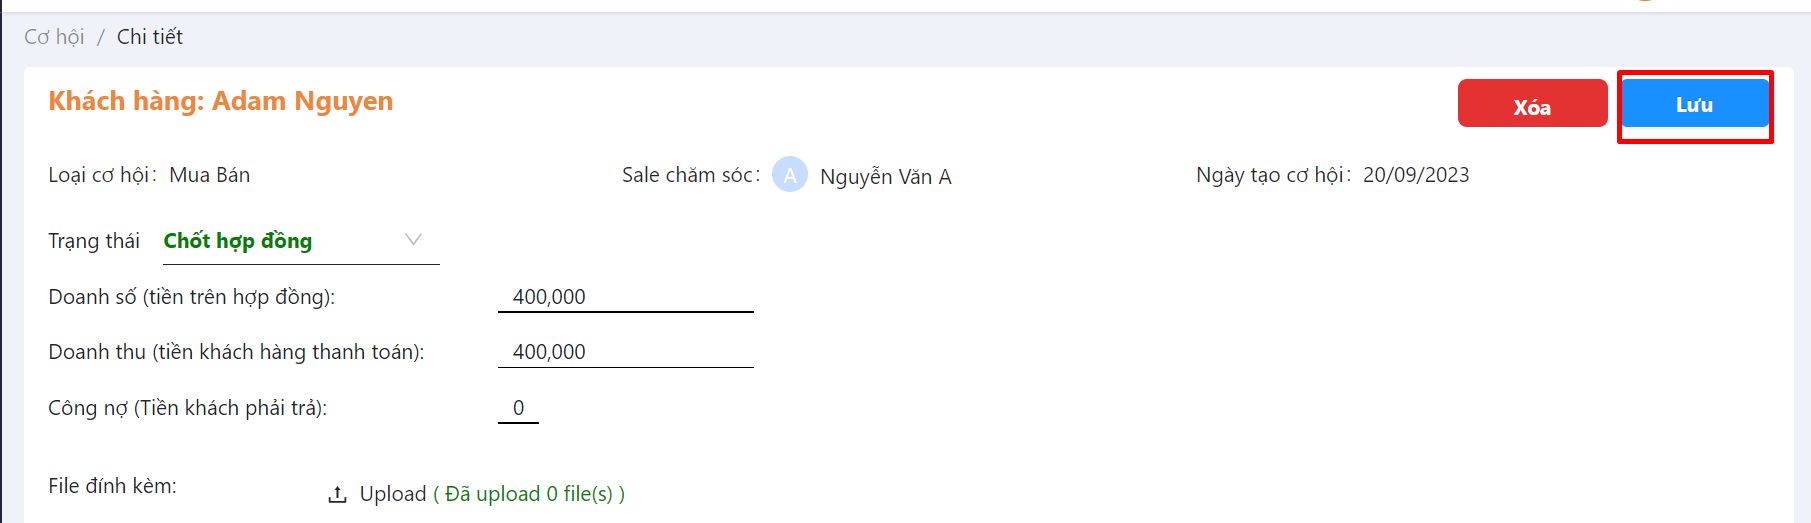 Cơ hội / Chi tiết
Khách hàng: Adam Nguyen
Xóa
Lưu
Loại cơ hội: Mua Bán
Sale chăm sóc: A Nguyễn Văn A
Ngày tạo cơ hội: 20/09/2023
Trạng thái Chốt hợp đồng
Doanh số (tiền trên hợp đồng): 400,000
Doanh thu (tiền khách hàng thanh toán): 400,000
Công nợ (Tiền khách phải trả): 0
File đính kèm: Upload ( Đã upload 0 file(s) )